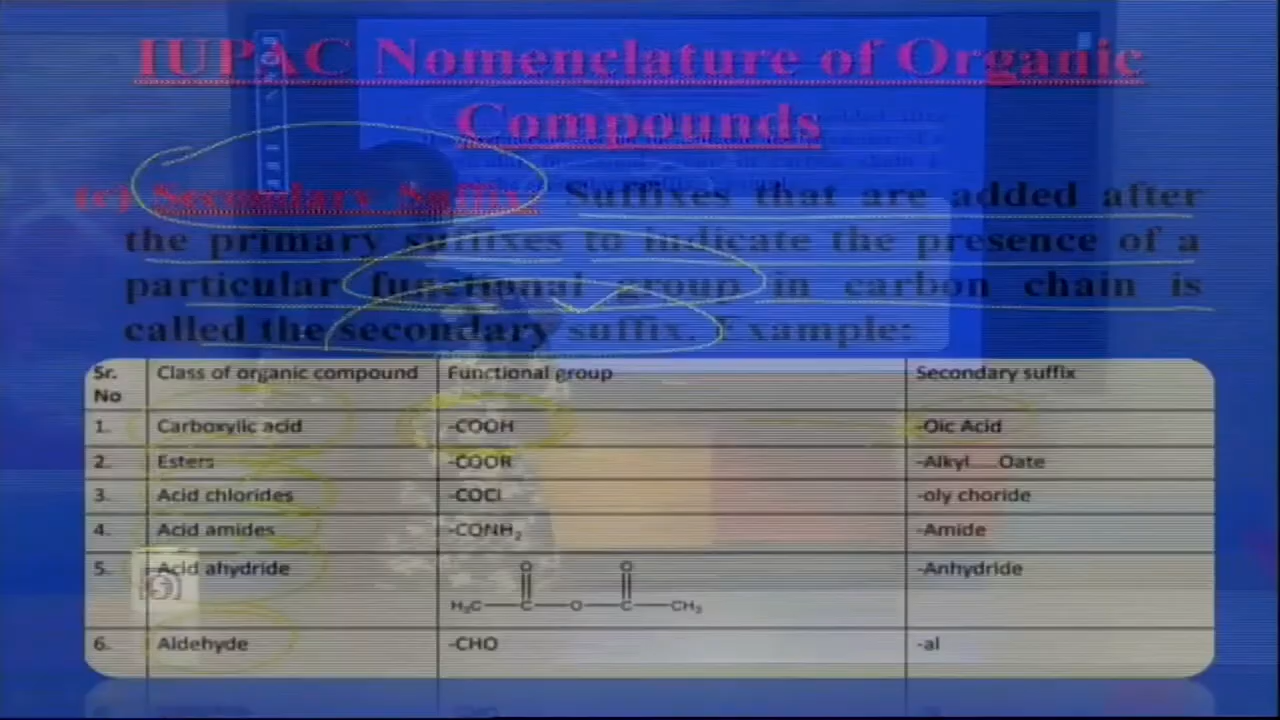 IUPAC Nomenclature of Organic
Compounds
(c) Secondary Suffix: Suffixes that are added after
the primary suffixes to indicate the presence of a
particular functional group in carbon chain is
called the secondary suffix. Example:
Sr. No Class of organic compound Functional group Secondary suffix
1. Carboxylic acid -COOH -Oic Acid
2. Esters -COOR -Alkyl.....Oate
3. Acid chlorides -COCl -oly choride
4. Acid amides -CONH₂ -Amide
5. Acid ahydride H₃C C O O C O CH₃ -Anhydride
6. Aldehyde -CHO -al